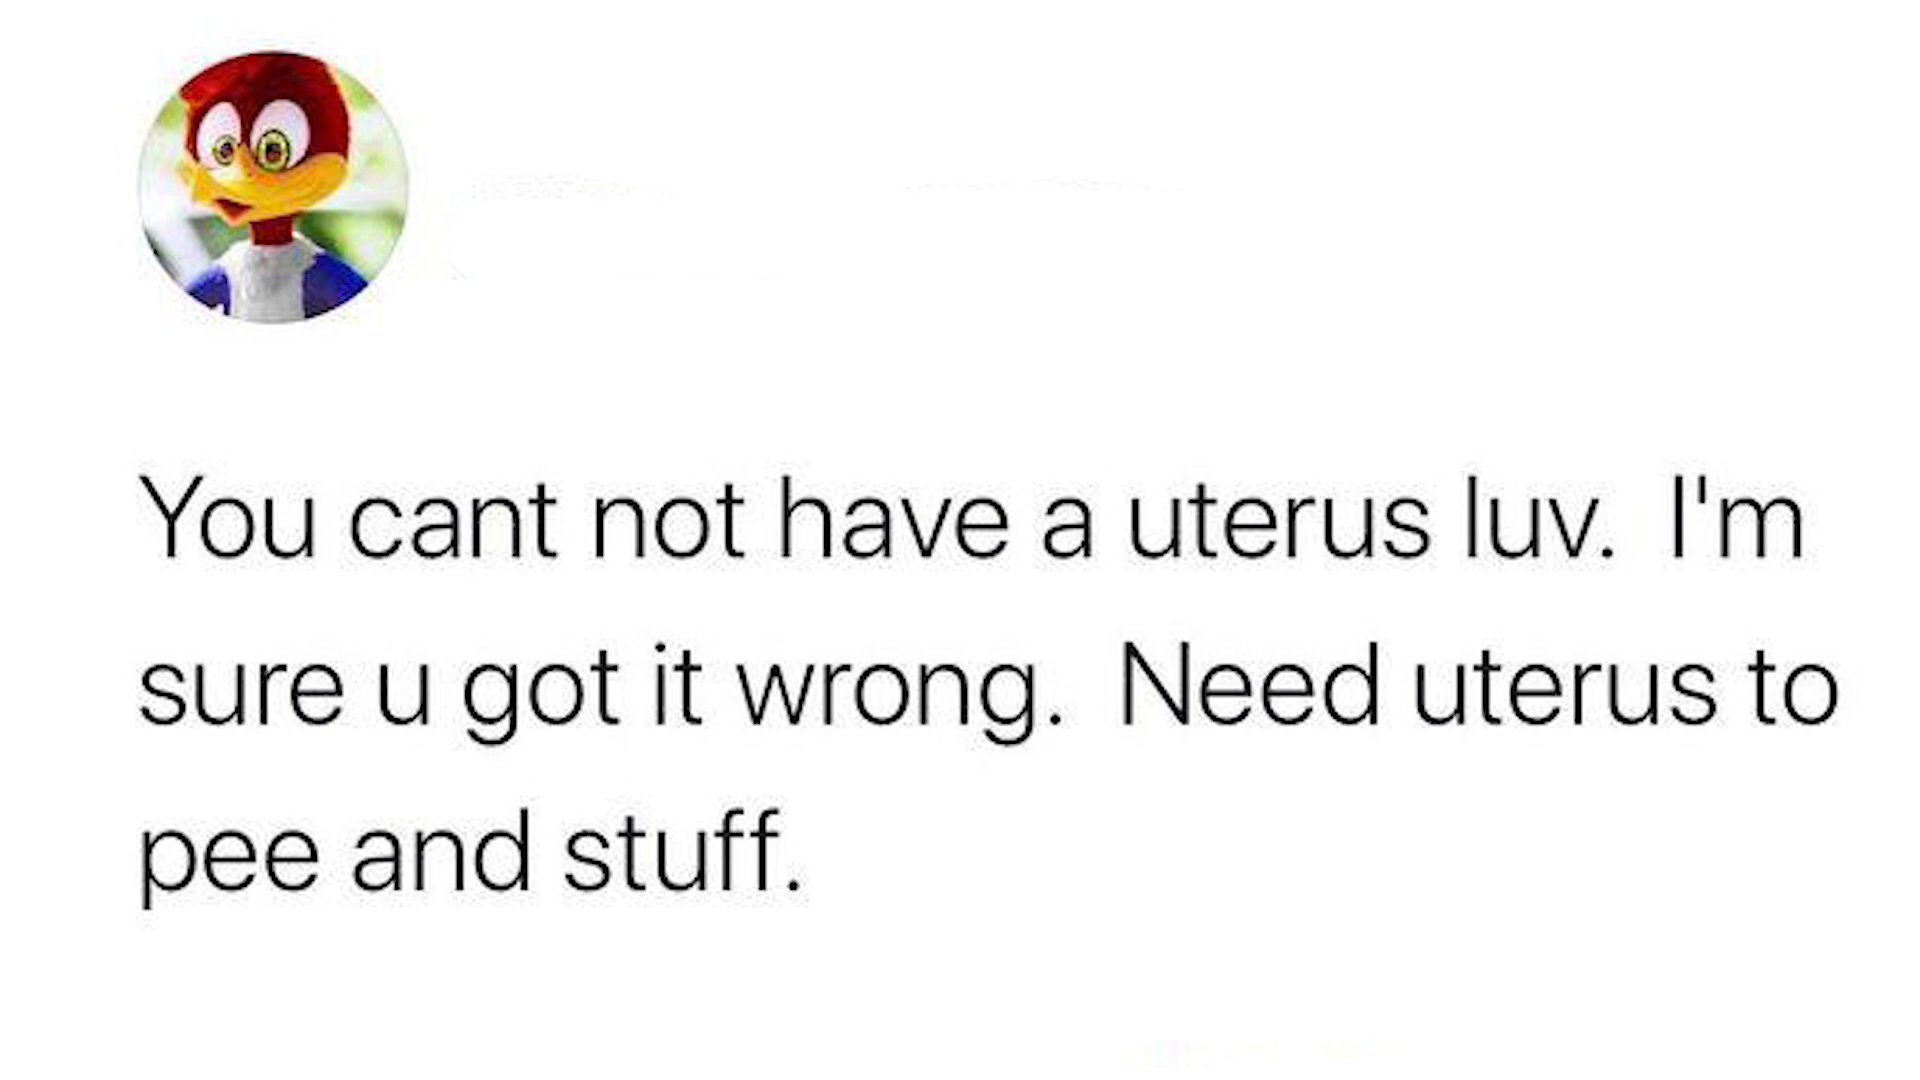 You cant not have a uterus luv.  I'm
sure u got it wrong.  Need uterus to
pee and stuff.